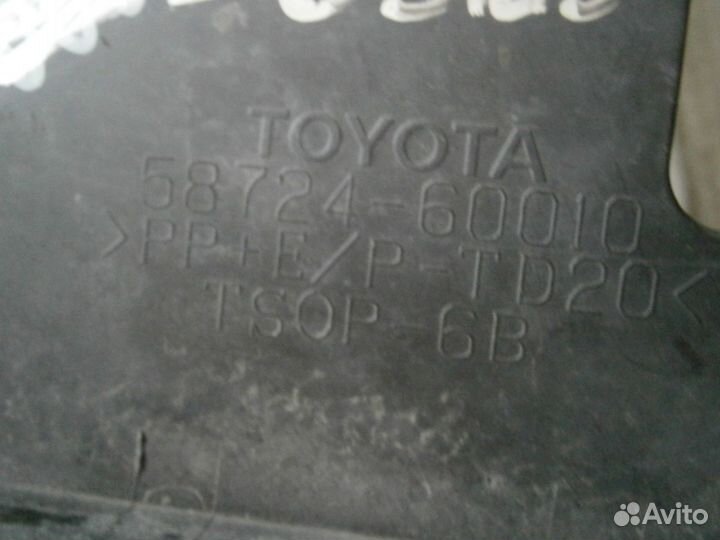 TOYOTA
58724-60010
>PP+E/P-TD20<
TSOP-6B
Avito